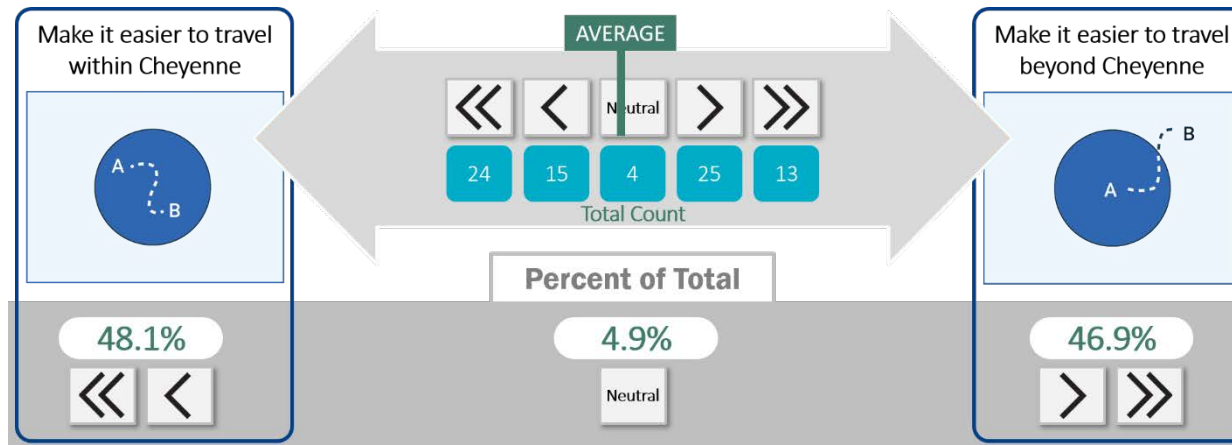 Make it easier to travel
within Cheyenne
A
B
AVERAGE
Neutral
24 15 4 25 13
Total Count
Make it easier to travel
beyond Cheyenne
B
A
Percent of Total
48.1% 4.9% 46.9%
Neutral